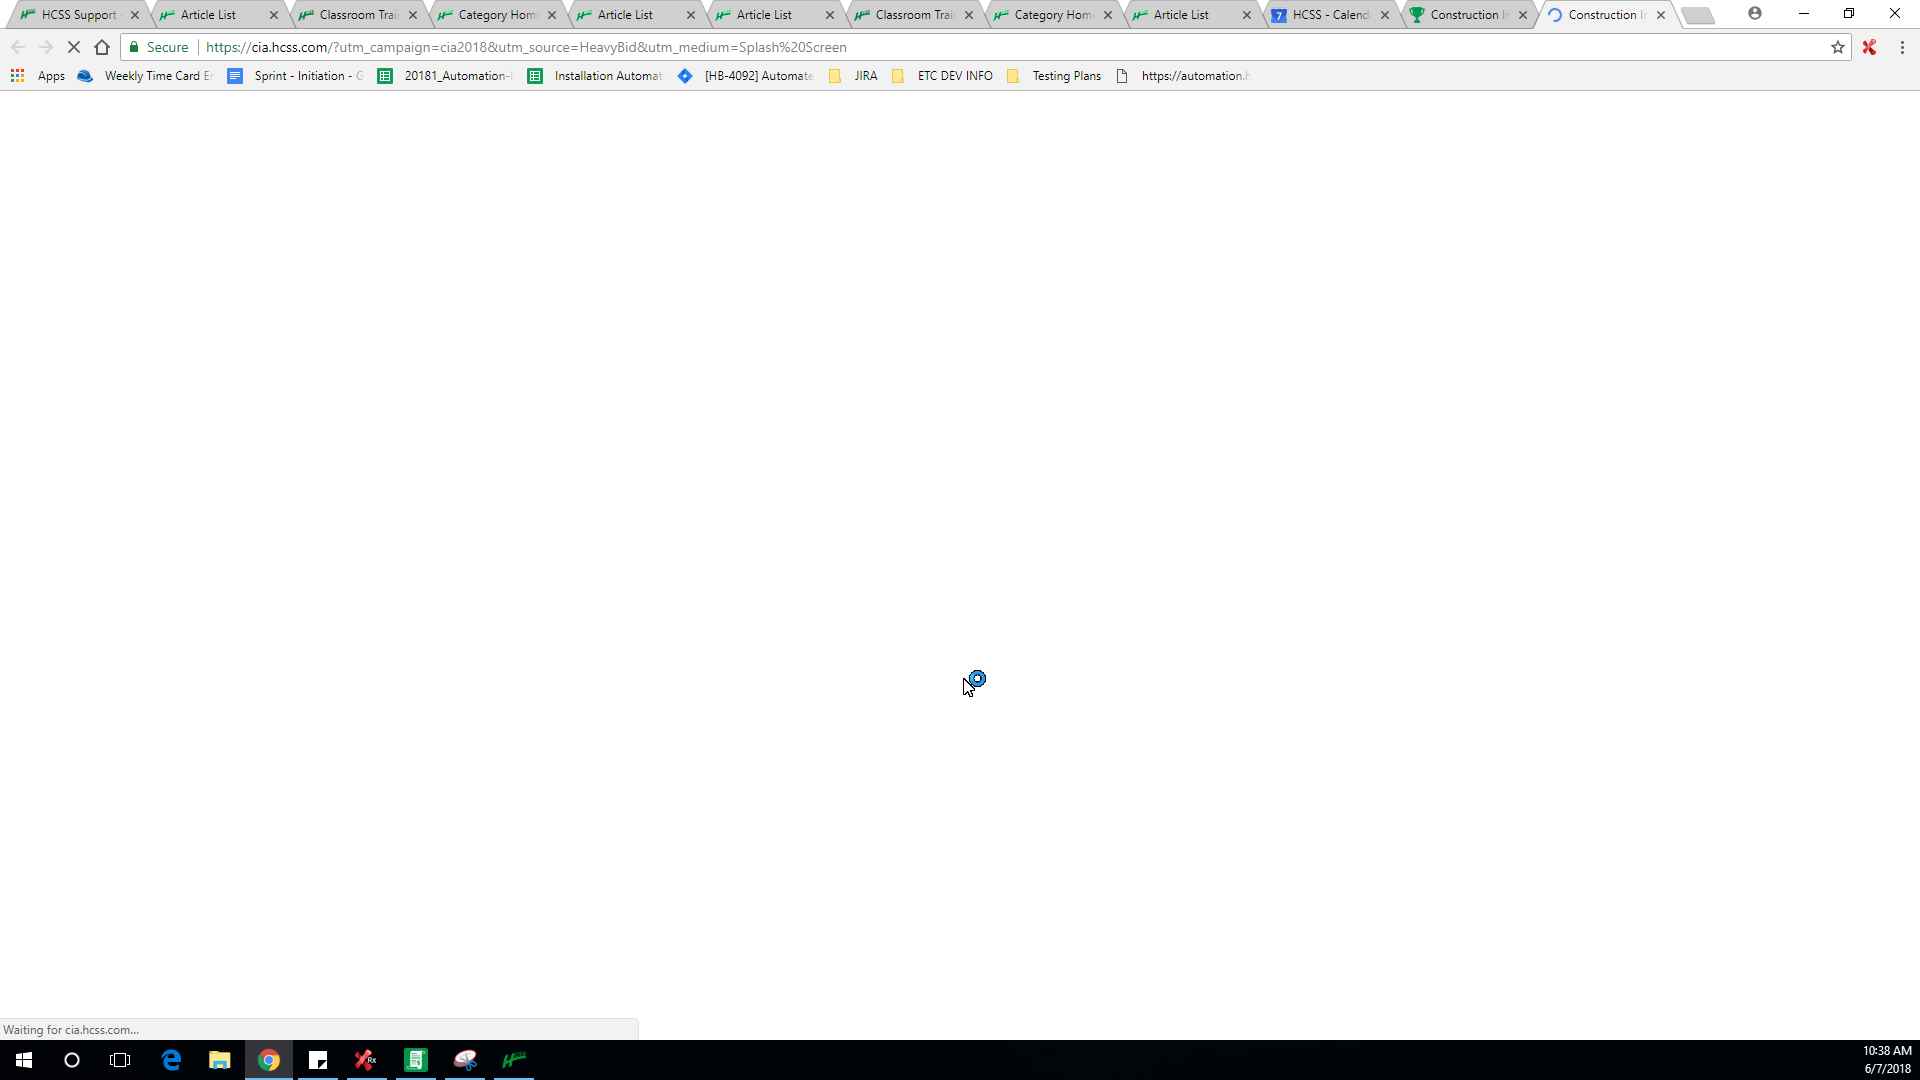 HCSS Support
Article List
Classroom Trai
Category Hom
Article List
Article List
Classroom Trai
Category Hom
Article List
7
HCSS - Calend
Construction I
Construction I
Secure
https://cia.hcss.com/?utm_campaign=cia2018&utm_source=HeavyBid&utm_medium=Splash%20Screen
Apps
Weekly Time Card E
Sprint - Initiation - G
20181_Automation-
Installation Automat
[HB-4092] Automate
JIRA
ETC DEV INFO
Testing Plans
https://automation.h
Waiting for cia.hcss.com...
Rx
10:38 AM
6/7/2018